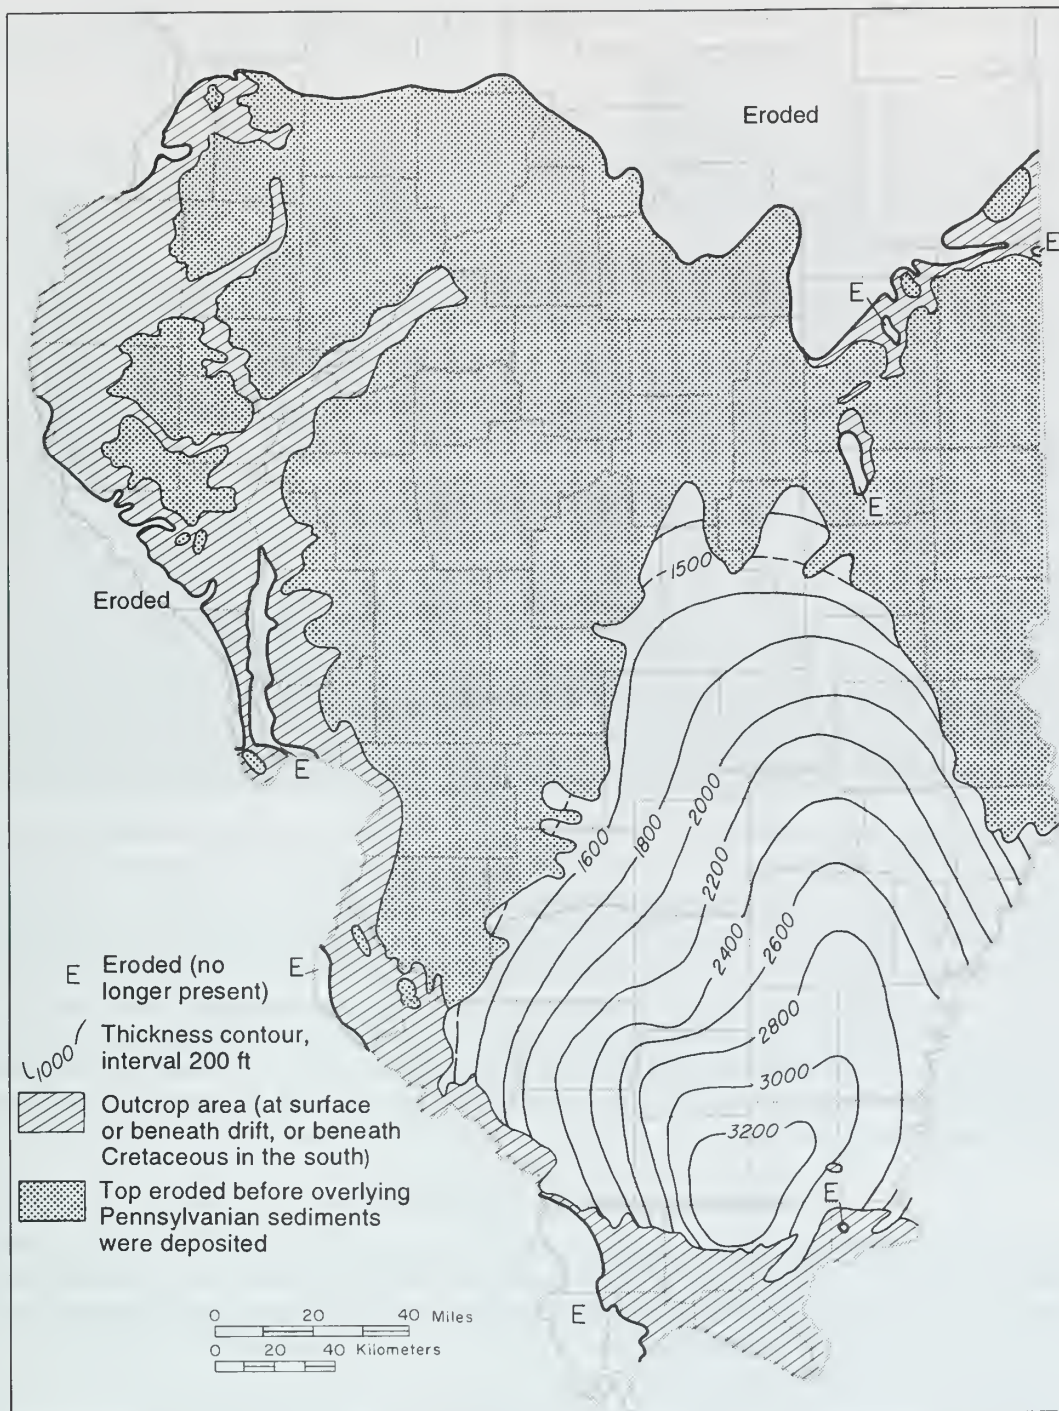 Eroded
E
E
E
1500
Eroded
E
2000
1800
1600
2200
2400
2600
2800
3000
3200
E
E
E
E Eroded (no
longer present)
1000 Thickness contour,
interval 200 ft
Outcrop area (at surface
or beneath drift, or beneath
Cretaceous in the south)
Top eroded before overlying
Pennsylvanian sediments
were deposited
0 20 40 Miles
0 20 40 Kilometers